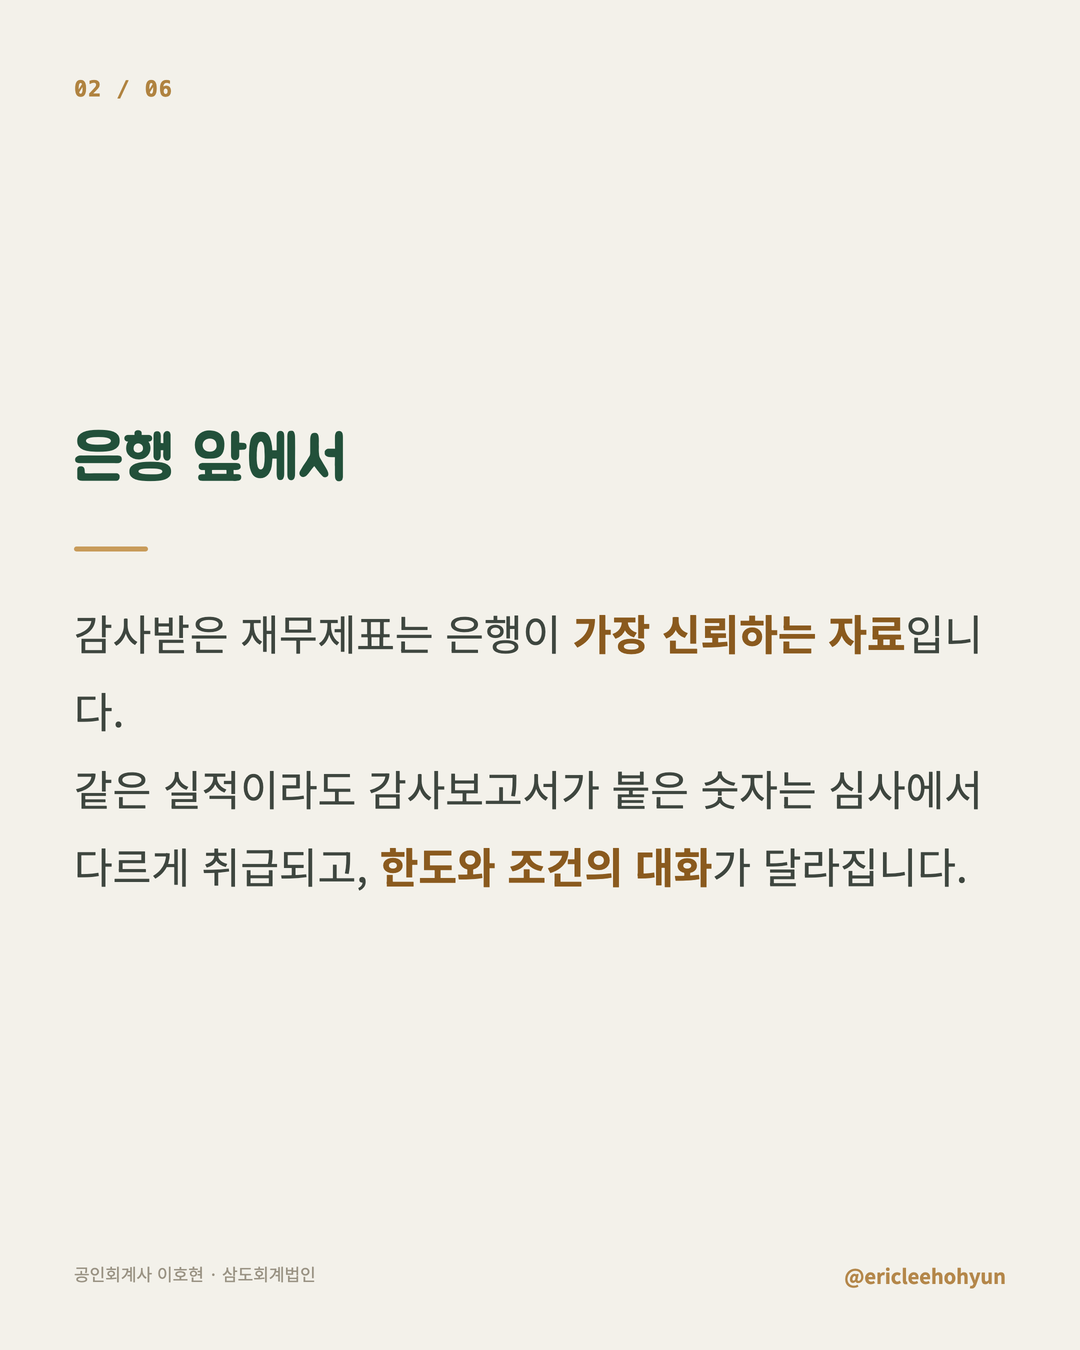 02 / 06
은행 앞에서
감사받은 재무제표는 은행이 가장 신뢰하는 자료입니
다.
같은 실적이라도 감사보고서가 붙은 숫자는 심사에서
다르게 취급되고, 한도와 조건의 대화가 달라집니다.
공인회계사 이호현 · 삼도회계법인
@ericleehohyun